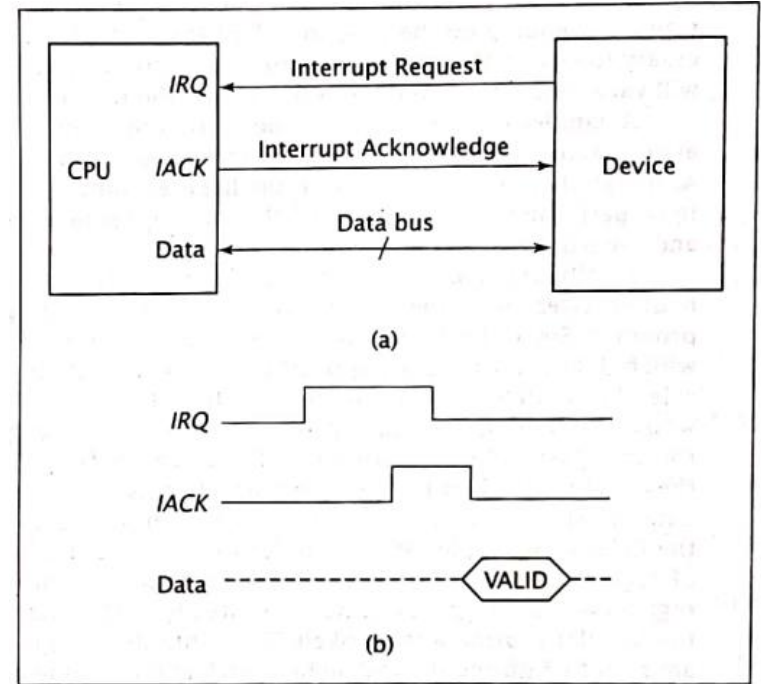 IRQ
Interrupt Request
CPU
IACK
Interrupt Acknowledge
Device
Data
Data bus
(a)
IRQ
IACK
Data
VALID
(b)